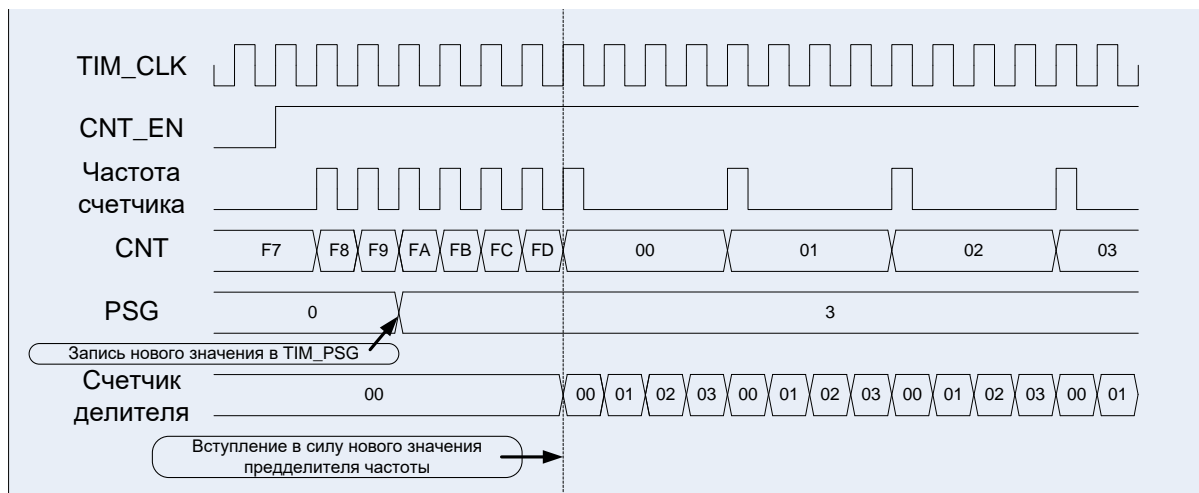 TIM_CLK
CNT_EN
Частота
счетчика
CNT
F7 F8 F9 FA FB FC FD 00 01 02 03
PSG
0 3
Запись нового значения в TIM_PSG
Счетчик
делителя
00 00 01 02 03 00 01 02 03 00 01 02 03 00 01
Вступление в силу нового значения
предделителя частоты